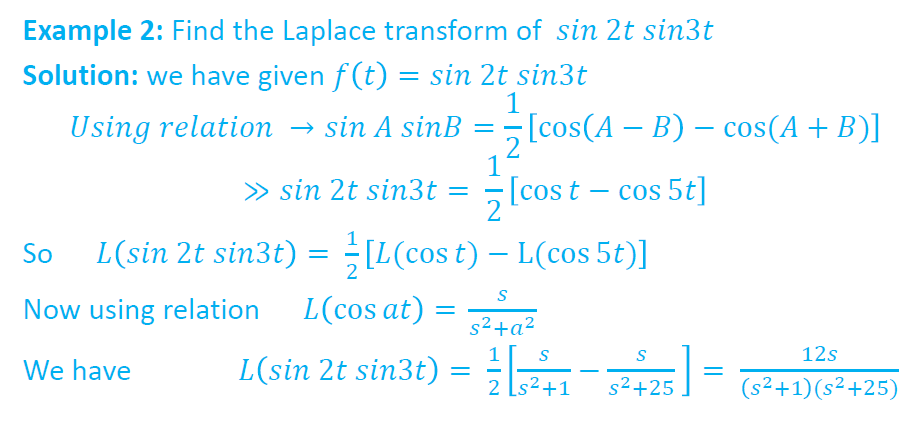 Example 2: Find the Laplace transform of sin 2t sin3t
Solution: we have given f(t) = sin 2t sin3t
Using relation → sin A sinB = 1/2 [cos(A − B) − cos(A + B)]
≫ sin 2t sin3t = 1/2 [cos t − cos 5t]
So L(sin 2t sin3t) = 1/2 [L(cos t) − L(cos 5t)]
Now using relation L(cos at) = s/(s²+a²)
We have L(sin 2t sin3t) = 1/2 [s/(s²+1) − s/(s²+25)] = 12s/((s²+1)(s²+25))